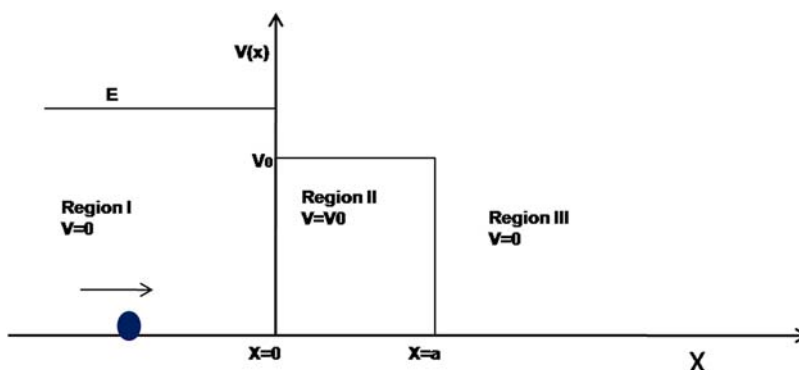 V(x)
E
V0
Region I
V=0
Region II
V=V0
Region III
V=0
X=0
X=a
X